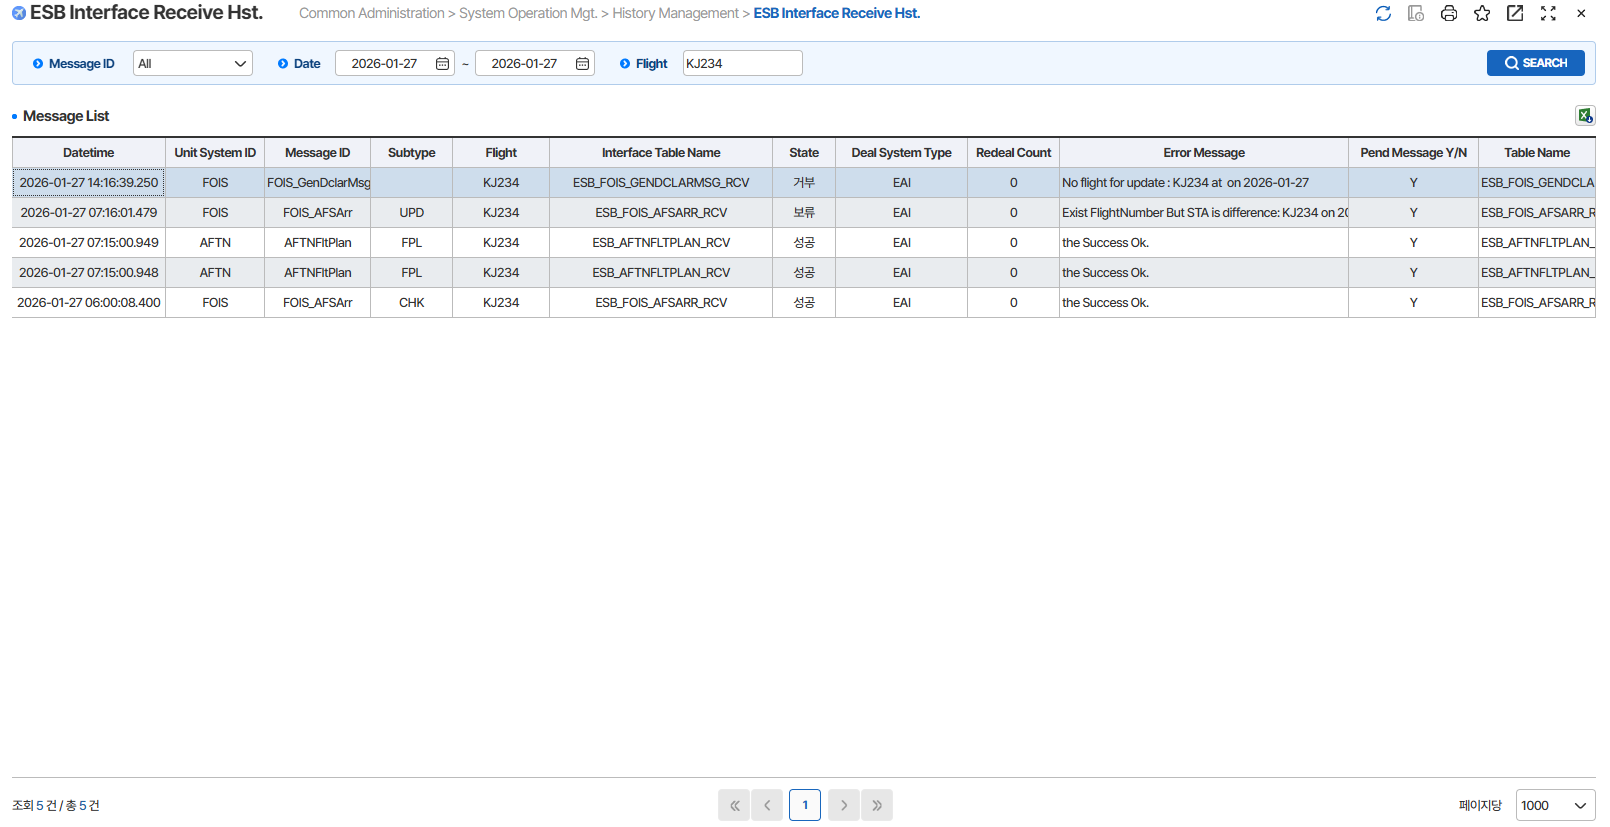 ESB Interface Receive Hst.
Common Administration > System Operation Mgt. > History Management > ESB Interface Receive Hst.
Message ID All Date 2026-01-27 ~ 2026-01-27 Flight KJ234 SEARCH
Message List
Datetime Unit System ID Message ID Subtype Flight Interface Table Name State Deal System Type Redeal Count Error Message Pend Message Y/N Table Name
2026-01-27 14:16:39.250 FOIS FOIS_GenDclarMsg KJ234 ESB_FOIS_GENDCLARMSG_RCV 거부 EAI 0 No flight for update : KJ234 at on 2026-01-27 Y ESB_FOIS_GENDCLA
2026-01-27 07:16:01.479 FOIS FOIS_AFSArr UPD KJ234 ESB_FOIS_AFSARR_RCV 보류 EAI 0 Exist FlightNumber But STA is difference: KJ234 on 20 Y ESB_FOIS_AFSARR_R
2026-01-27 07:15:00.949 AFTN AFTNFltPlan FPL KJ234 ESB_AFTNFLTPLAN_RCV 성공 EAI 0 the Success Ok. Y ESB_AFTNFLTPLAN_
2026-01-27 07:15:00.948 AFTN AFTNFltPlan FPL KJ234 ESB_AFTNFLTPLAN_RCV 성공 EAI 0 the Success Ok. Y ESB_AFTNFLTPLAN_
2026-01-27 06:00:08.400 FOIS FOIS_AFSArr CHK KJ234 ESB_FOIS_AFSARR_RCV 성공 EAI 0 the Success Ok. Y ESB_FOIS_AFSARR_R
조회 5 건 / 총 5 건 1 페이지당 1000